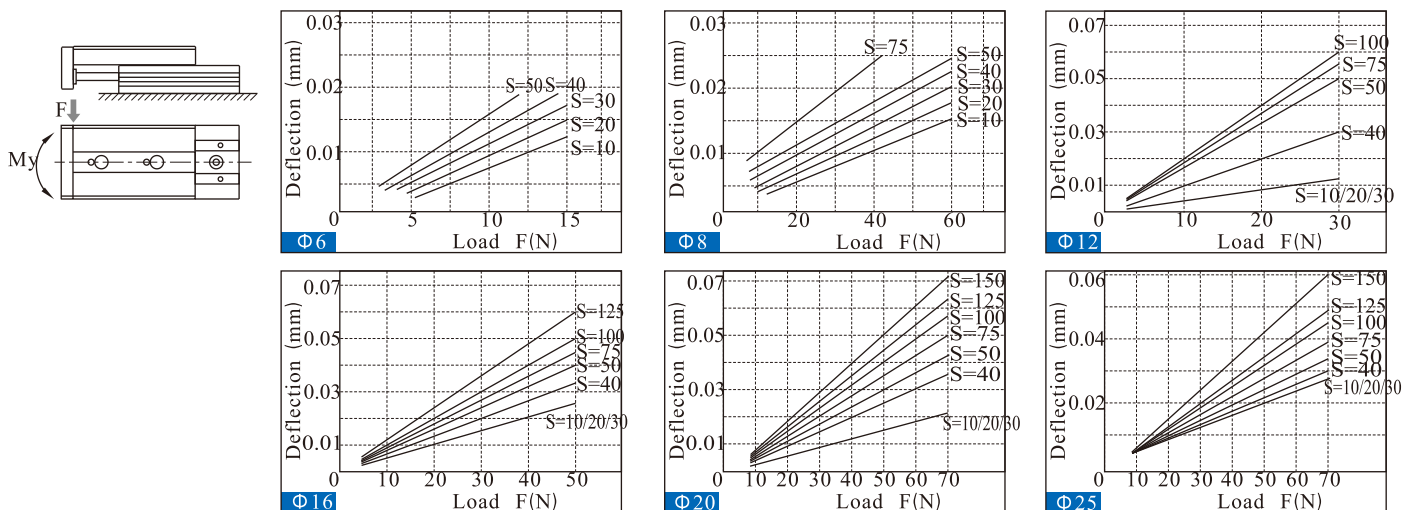 F
My
Deflection (mm)
0.03
0.02
0.01
0
S=50
S=40
S=30
S=20
S=10
5
10
15
Φ6
Load F(N)
Deflection (mm)
0.03
0.02
0.01
0
S=75
S=50
S=40
S=30
S=20
S=10
20
40
60
Φ8
Load F(N)
Deflection (mm)
0.07
0.05
0.03
0.01
0
S=100
S=75
S=50
S=40
S=10/20/30
10
20
30
Φ12
Load F(N)
Deflection (mm)
0.07
0.05
0.03
0.01
0
S=125
S=100
S=75
S=50
S=40
S=10/20/30
10
20
30
40
50
Φ16
Load F(N)
Deflection (mm)
0.07
0.05
0.03
0.01
0
S=150
S=125
S=100
S=75
S=50
S=40
S=10/20/30
10
20
30
20
30
40
50
60
70
Φ20
Load F(N)
Deflection (mm)
0.06
0.04
0.02
0
S=150
S=125
S=100
S=75
S=50
S=40
S=10/20/30
10
20
30
40
50
60
70
Φ25
Load F(N)